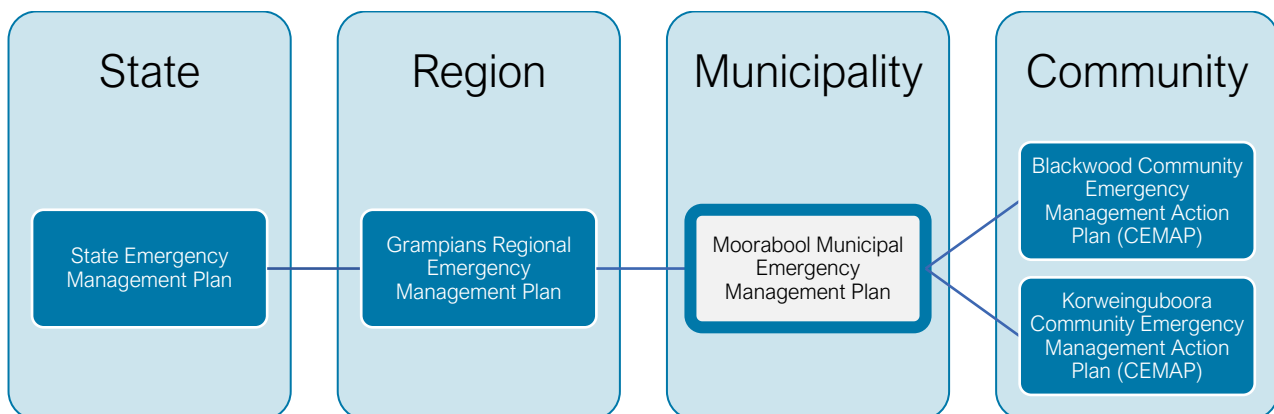 State
Region
Municipality
Community
State Emergency
Management Plan
Grampians Regional
Emergency
Management Plan
Moorabool Municipal
Emergency
Management Plan
Blackwood Community
Emergency
Management Action
Plan (CEMAP)
Korweinguboora
Community Emergency
Management Action
Plan (CEMAP)